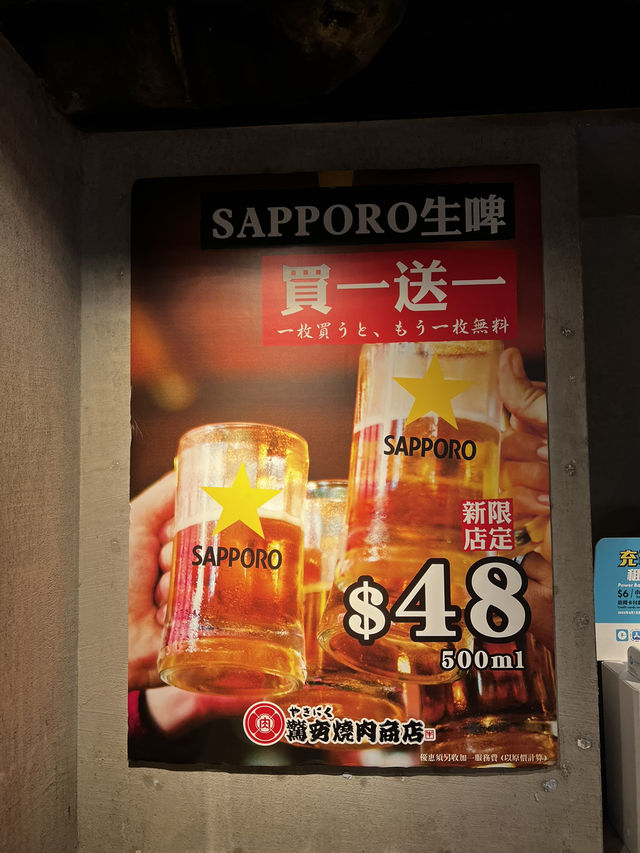 SAPPORO生啤
買一送一
一枚買うと、もう一枚無料
SAPPORO
SAPPORO
新限
店定
$48
500ml
やきにく
肉
燒肉商店
優惠須另收加一服務費（以原價計算）
充
租
Power Ba
$6/